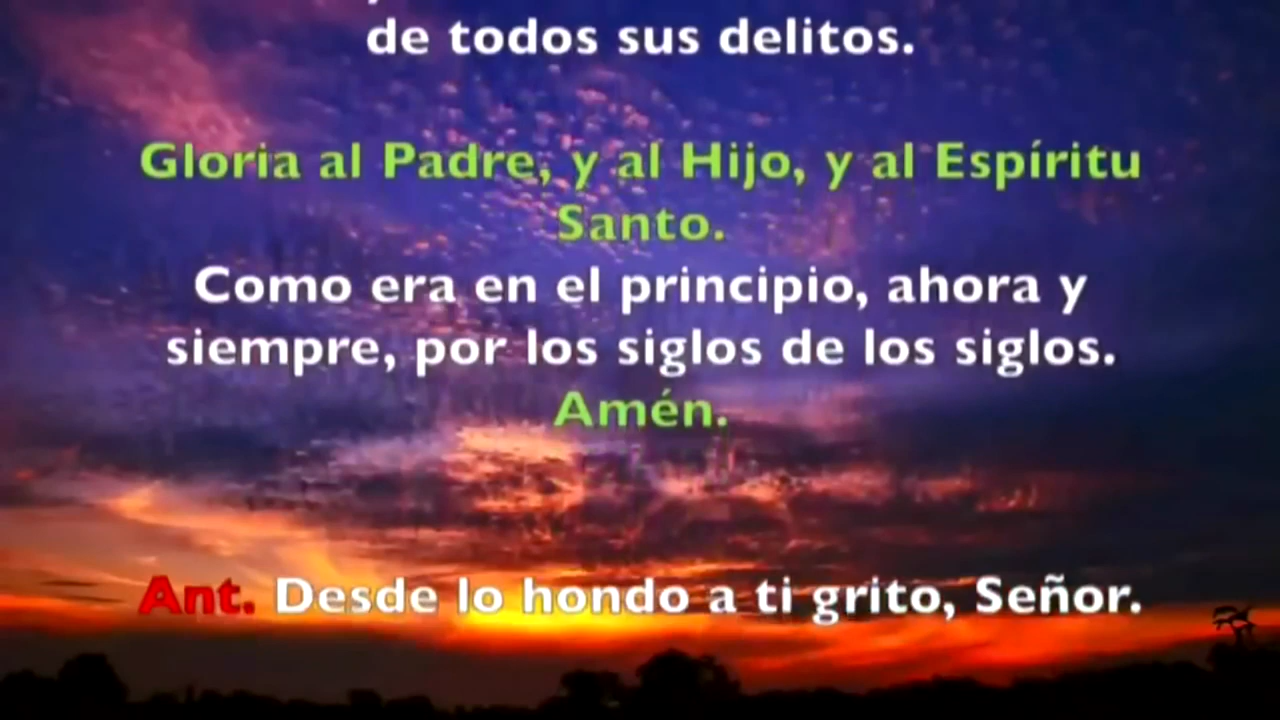 de todos sus delitos.
Gloria al Padre, y al Hijo, y al Espíritu
Santo.
Como era en el principio, ahora y
siempre, por los siglos de los siglos.
Amén.
Ant. Desde lo hondo a ti grito, Señor.